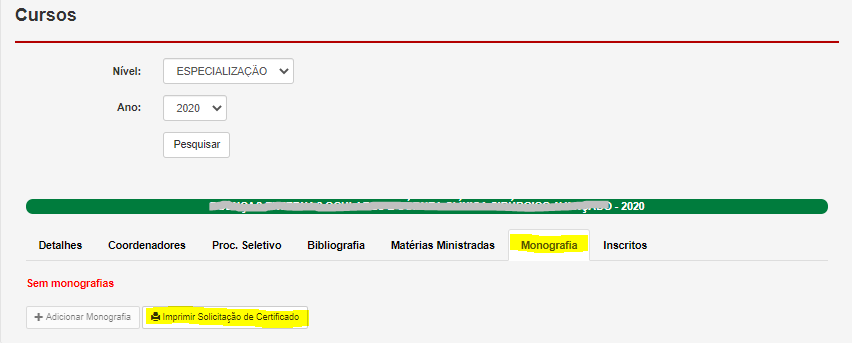 Cursos
Nível: ESPECIALIZAÇÃO
Ano: 2020
Pesquisar
- 2020
Detalhes Coordenadores Proc. Seletivo Bibliografia Matérias Ministradas Monografia Inscritos
Sem monografias
Adicionar Monografia Imprimir Solicitação de Certificado